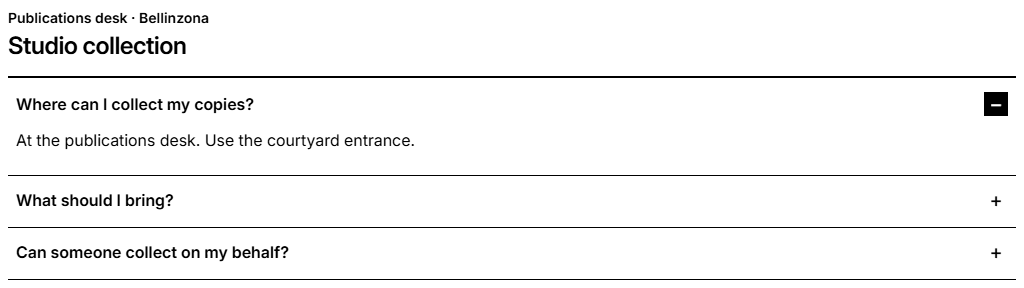 Publications desk · Bellinzona
Studio collection
Where can I collect my copies?
−
At the publications desk. Use the courtyard entrance.
What should I bring?
+
Can someone collect on my behalf?
+